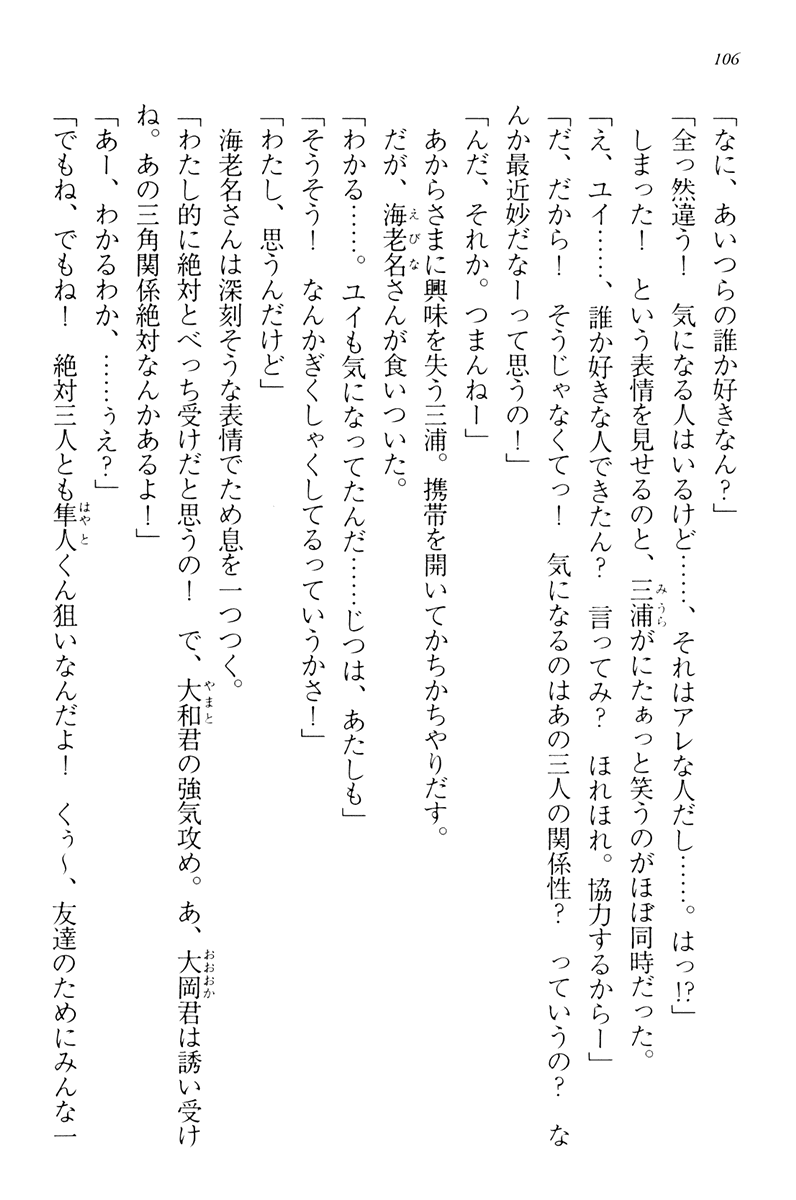 106
「なに、あいつらの誰か好きなん?」
「全っ然違う! 気になる人はいるけど……、それはアレな人だし……。はっ!?」
しまった! という表情を見せるのと、三浦がにたぁっと笑うのがほぼ同時だった。
「え、ユイ……、誰か好きな人できたん? 言ってみ? ほれほれ。協力するからー」
「だ、だから! そうじゃなくてっ! 気になるのはあの三人の関係性? っていうの? な
んか最近妙だなーって思うの!」
「んだ、それか。つまんねー」
あからさまに興味を失う三浦。携帯を開いてかちかちやりだす。
だが、海老名さんが食いついた。
「わかる……。ユイも気になってたんだ……じつは、あたしも」
「そうそう! なんかぎくしゃくしてるっていうかさ!」
「わたし、思うんだけど」
海老名さんは深刻そうな表情でため息を一つつく。
「わたし的に絶対とべっち受けだと思うの! で、大和君の強気攻め。あ、大岡君は誘い受け
ね。あの三角関係絶対なんかあるよ!」
「あー、わかるわか、……ぅえ?」
「でもね、でもね! 絶対三人とも隼人くん狙いなんだよ! くぅ～、友達のためにみんな一